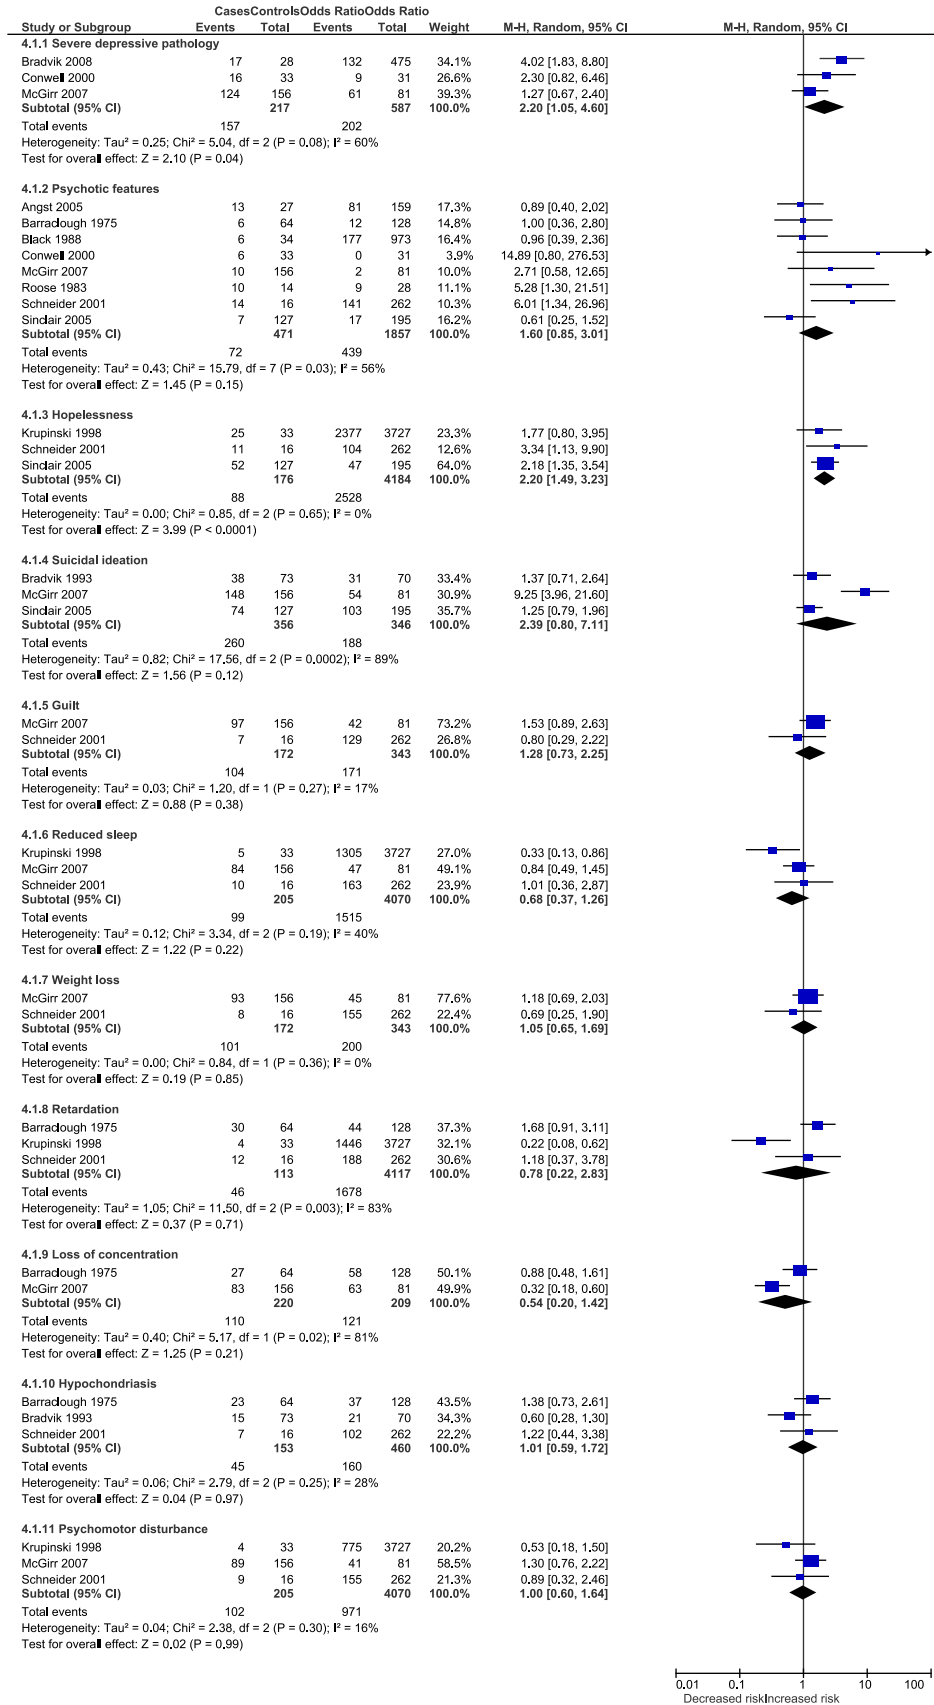 CasesControlsOdds RatioOdds Ratio
Study or Subgroup Events Total Events Total Weight M-H, Random, 95% CI M-H, Random, 95% CI
4.1.1 Severe depressive pathology
Bradvik 2008 17 28 132 475 34.1% 4.02 [1.83, 8.80]
Conwell 2000 16 33 9 31 26.6% 2.30 [0.82, 6.46]
McGirr 2007 124 156 61 81 39.3% 1.27 [0.67, 2.40]
Subtotal (95% CI) 217 587 100.0% 2.20 [1.05, 4.60]
Total events 157 202
Heterogeneity: Tau² = 0.25; Chi² = 5.04, df = 2 (P = 0.08); I² = 60%
Test for overall effect: Z = 2.10 (P = 0.04)
4.1.2 Psychotic features
Angst 2005 13 27 81 159 17.3% 0.89 [0.40, 2.02]
Barraclough 1975 6 64 12 128 14.8% 1.00 [0.36, 2.80]
Black 1988 6 34 177 973 16.4% 0.96 [0.39, 2.36]
Conwell 2000 6 33 0 31 3.9% 14.89 [0.80, 276.53]
McGirr 2007 10 156 2 81 10.0% 2.71 [0.58, 12.65]
Roose 1983 10 14 9 28 11.1% 5.28 [1.30, 21.51]
Schneider 2001 14 16 141 262 10.3% 6.01 [1.34, 26.96]
Sinclair 2005 7 127 17 195 16.2% 0.61 [0.25, 1.52]
Subtotal (95% CI) 471 1857 100.0% 1.60 [0.85, 3.01]
Total events 72 439
Heterogeneity: Tau² = 0.43; Chi² = 15.79, df = 7 (P = 0.03); I² = 56%
Test for overall effect: Z = 1.45 (P = 0.15)
4.1.3 Hopelessness
Krupinski 1998 25 33 2377 3727 23.3% 1.77 [0.80, 3.95]
Schneider 2001 11 16 104 262 12.6% 3.34 [1.13, 9.90]
Sinclair 2005 52 127 47 195 64.0% 2.18 [1.35, 3.54]
Subtotal (95% CI) 176 4184 100.0% 2.20 [1.49, 3.23]
Total events 88 2528
Heterogeneity: Tau² = 0.00; Chi² = 0.85, df = 2 (P = 0.65); I² = 0%
Test for overall effect: Z = 3.99 (P < 0.0001)
4.1.4 Suicidal ideation
Bradvik 1993 38 73 31 70 33.4% 1.37 [0.71, 2.64]
McGirr 2007 148 156 54 81 30.9% 9.25 [3.96, 21.60]
Sinclair 2005 74 127 103 195 35.7% 1.25 [0.79, 1.96]
Subtotal (95% CI) 356 346 100.0% 2.39 [0.80, 7.11]
Total events 260 188
Heterogeneity: Tau² = 0.82; Chi² = 17.56, df = 2 (P = 0.0002); I² = 89%
Test for overall effect: Z = 1.56 (P = 0.12)
4.1.5 Guilt
McGirr 2007 97 156 42 81 73.2% 1.53 [0.89, 2.63]
Schneider 2001 7 16 129 262 26.8% 0.80 [0.29, 2.22]
Subtotal (95% CI) 172 343 100.0% 1.28 [0.73, 2.25]
Total events 104 171
Heterogeneity: Tau² = 0.03; Chi² = 1.20, df = 1 (P = 0.27); I² = 17%
Test for overall effect: Z = 0.88 (P = 0.38)
4.1.6 Reduced sleep
Krupinski 1998 5 33 1305 3727 27.0% 0.33 [0.13, 0.86]
McGirr 2007 84 156 47 81 49.1% 0.84 [0.49, 1.45]
Schneider 2001 10 16 163 262 23.9% 1.01 [0.36, 2.87]
Subtotal (95% CI) 205 4070 100.0% 0.68 [0.37, 1.26]
Total events 99 1515
Heterogeneity: Tau² = 0.12; Chi² = 3.34, df = 2 (P = 0.19); I² = 40%
Test for overall effect: Z = 1.22 (P = 0.22)
4.1.7 Weight loss
McGirr 2007 93 156 45 81 77.6% 1.18 [0.69, 2.03]
Schneider 2001 8 16 155 262 22.4% 0.69 [0.25, 1.90]
Subtotal (95% CI) 172 343 100.0% 1.05 [0.65, 1.69]
Total events 101 200
Heterogeneity: Tau² = 0.00; Chi² = 0.84, df = 1 (P = 0.36); I² = 0%
Test for overall effect: Z = 0.19 (P = 0.85)
4.1.8 Retardation
Barraclough 1975 30 64 44 128 37.3% 1.68 [0.91, 3.11]
Krupinski 1998 4 33 1446 3727 32.1% 0.22 [0.08, 0.62]
Schneider 2001 12 16 188 262 30.6% 1.18 [0.37, 3.78]
Subtotal (95% CI) 113 4117 100.0% 0.78 [0.22, 2.83]
Total events 46 1678
Heterogeneity: Tau² = 1.05; Chi² = 11.50, df = 2 (P = 0.003); I² = 83%
Test for overall effect: Z = 0.37 (P = 0.71)
4.1.9 Loss of concentration
Barraclough 1975 27 64 58 128 50.1% 0.88 [0.48, 1.61]
McGirr 2007 83 156 63 81 49.9% 0.32 [0.18, 0.60]
Subtotal (95% CI) 220 209 100.0% 0.54 [0.20, 1.42]
Total events 110 121
Heterogeneity: Tau² = 0.40; Chi² = 5.17, df = 1 (P = 0.02); I² = 81%
Test for overall effect: Z = 1.25 (P = 0.21)
4.1.10 Hypochondriasis
Barraclough 1975 23 64 37 128 43.5% 1.38 [0.73, 2.61]
Bradvik 1993 15 73 21 70 34.3% 0.60 [0.28, 1.30]
Schneider 2001 7 16 102 262 22.2% 1.22 [0.44, 3.38]
Subtotal (95% CI) 153 460 100.0% 1.01 [0.59, 1.72]
Total events 45 160
Heterogeneity: Tau² = 0.06; Chi² = 2.79, df = 2 (P = 0.25); I² = 28%
Test for overall effect: Z = 0.04 (P = 0.97)
4.1.11 Psychomotor disturbance
Krupinski 1998 4 33 775 3727 20.2% 0.53 [0.18, 1.50]
McGirr 2007 89 156 41 81 58.5% 1.30 [0.76, 2.22]
Schneider 2001 9 16 155 262 21.3% 0.89 [0.32, 2.46]
Subtotal (95% CI) 205 4070 100.0% 1.00 [0.60, 1.64]
Total events 102 971
Heterogeneity: Tau² = 0.04; Chi² = 2.38, df = 2 (P = 0.30); I² = 16%
Test for overall effect: Z = 0.02 (P = 0.99)
0.01 0.1 1 10 100
Decreased riskIncreased risk